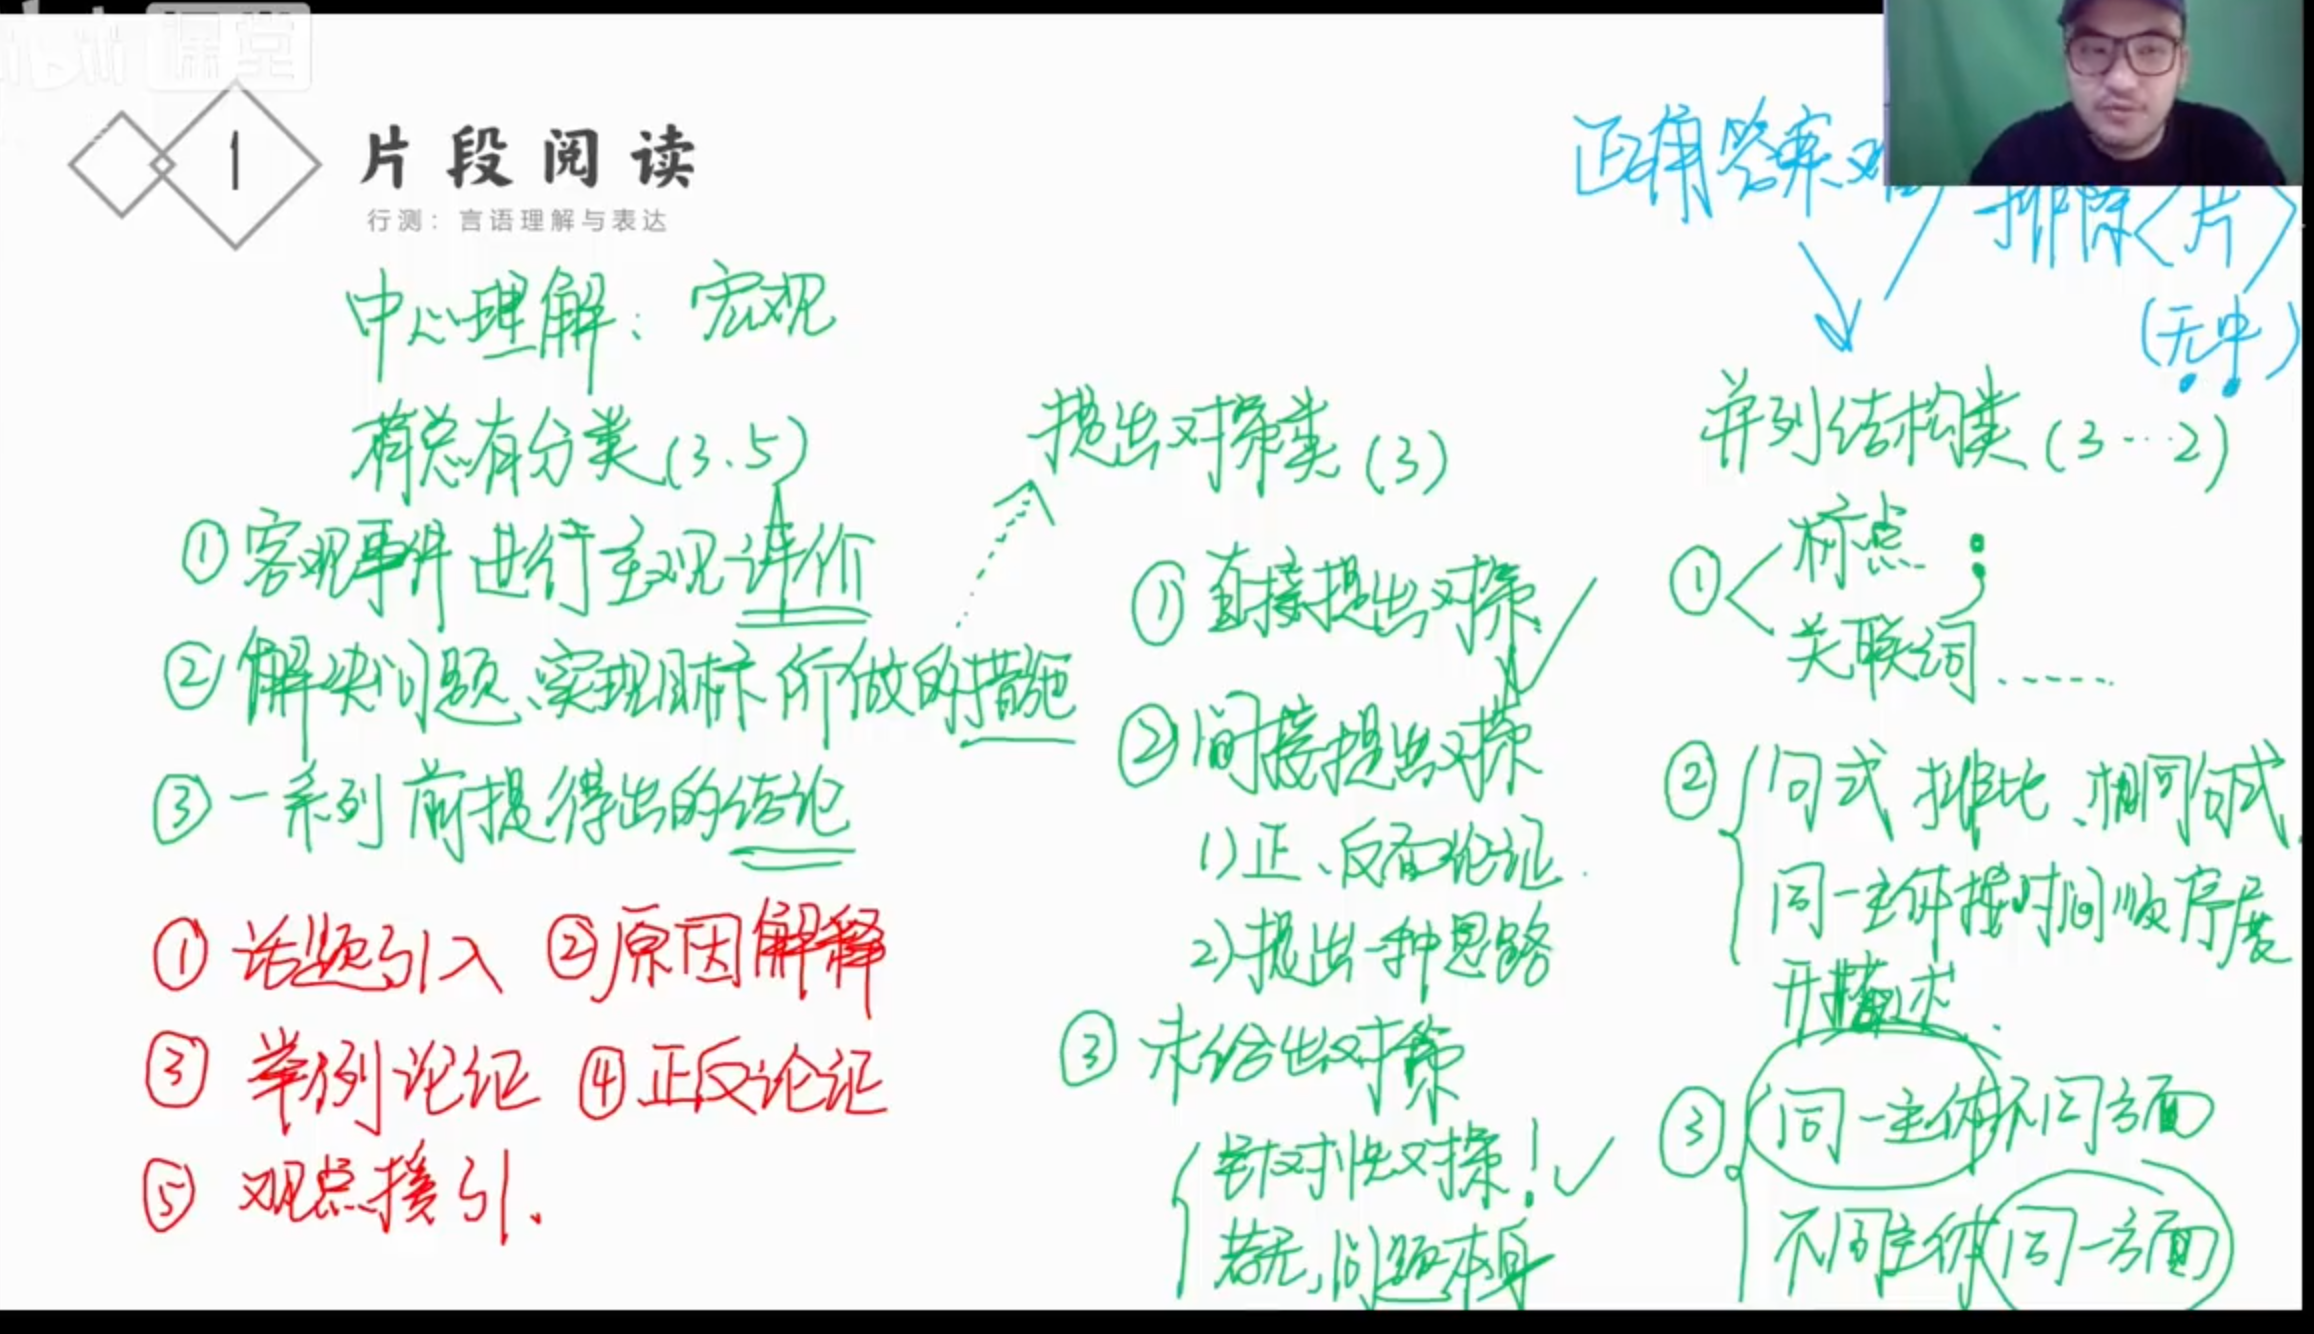 课堂
1
片段阅读
行测：言语理解与表达
正确答案
排除〈片〉
(无中)
中心理解：宏观
有总有分类(3.5)
①客观事件进行主观评价
②解决问题、实现目标所做的措施
③一系列前提得出的结论
①话题引入 ②原因解释
③举例论证 ④正反论证
⑤观点援引.
提出对策类(3)
①直接提出对策
②间接提出对策
1)正、反面论证.
2)提出一种思路
③未给出对策
针对性对策！
若无,问题本身
并列结构类(3…2)
①标点 ；
关联词……
②句式 排比、相同句式.
同一主体按时间顺序展
开描述.
③同一主体不同方面
不同主体同一方面